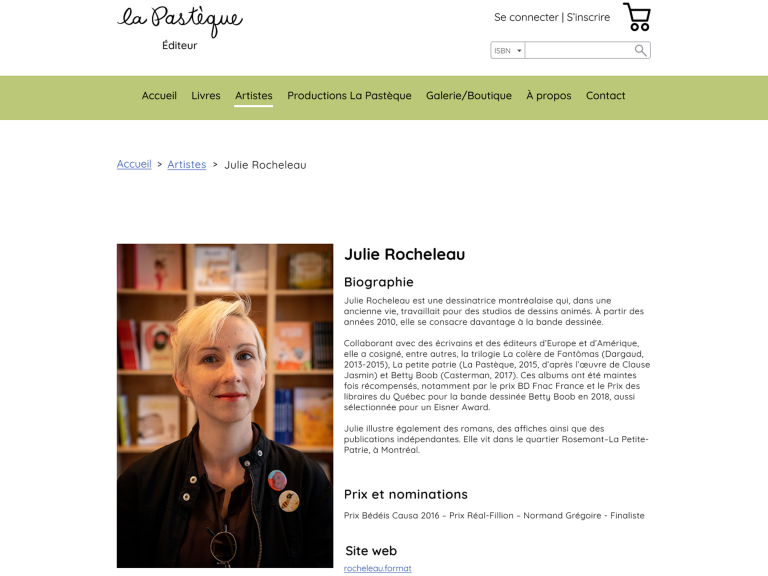 la Pastèque
Éditeur
Se connecter | S’inscrire
ISBN
Accueil Livres Artistes Productions La Pastèque Galerie/Boutique À propos Contact
Accueil > Artistes > Julie Rocheleau
Julie Rocheleau
Biographie
Julie Rocheleau est une dessinatrice montréalaise qui, dans une
ancienne vie, travaillait pour des studios de dessins animés. À partir des
années 2010, elle se consacre davantage à la bande dessinée.
Collaborant avec des écrivains et des éditeurs d’Europe et d’Amérique,
elle a cosigné, entre autres, la trilogie La colère de Fantômas (Dargaud,
2013-2015), La petite patrie (La Pastèque, 2015, d’après l’œuvre de Clause
Jasmin) et Betty Boob (Casterman, 2017). Ces albums ont été maintes
fois récompensés, notamment par le prix BD Fnac France et le Prix des
libraires du Québec pour la bande dessinée Betty Boob en 2018, aussi
sélectionnée pour un Eisner Award.
Julie illustre également des romans, des affiches ainsi que des
publications indépendantes. Elle vit dans le quartier Rosemont–La Petite-
Patrie, à Montréal.
Prix et nominations
Prix Bédéis Causa 2016 – Prix Réal-Fillion – Normand Grégoire - Finaliste
Site web
rocheleau.format